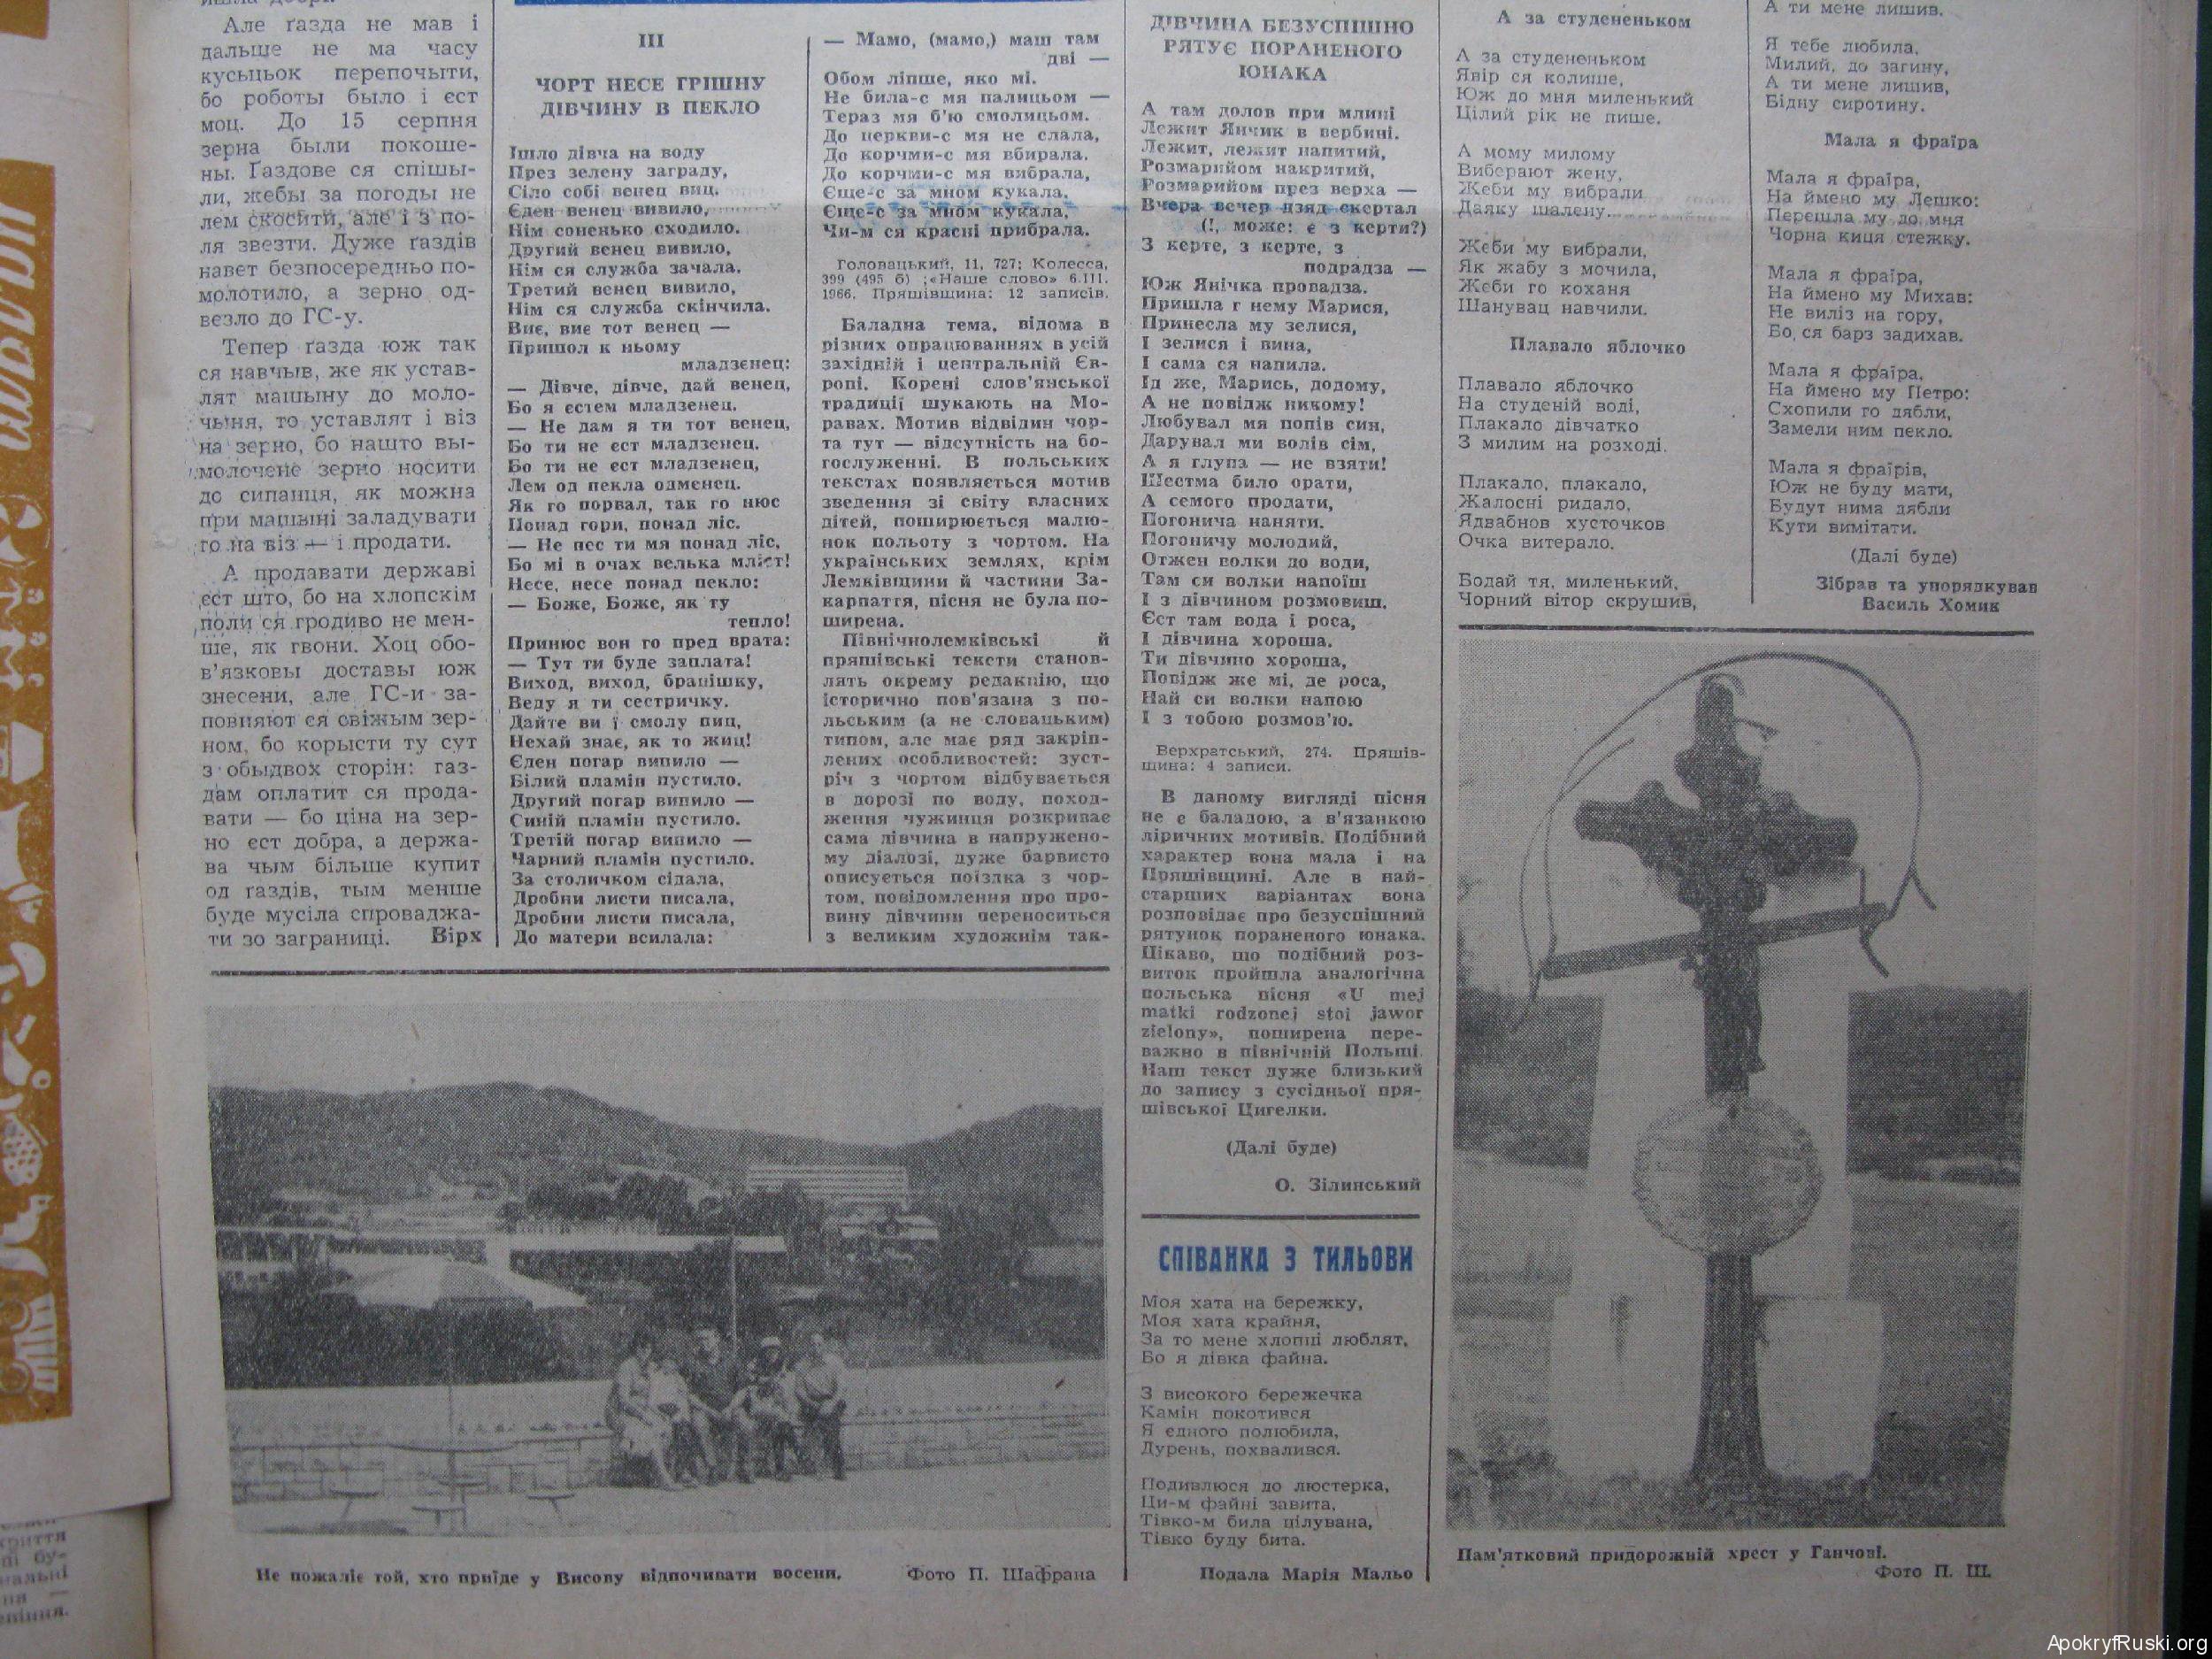 Але ґазда не мав і
дальше не ма часу
кусьцьок перепочыти,
бо роботы было і єст
моц. До 15 серпня
зерна были покоше-
ны. Ґаздове ся спішы-
ли, жебы за погоды не
лем скосити, але і з по-
ля звезти. Дуже ґаздів
навет безпосередньо по-
молотило, а зерно од-
везло до ГС-у.
Тепер ґазда юж так
ся навчыв, же як устав-
лят машыну до моло-
чыня, то уставлят і віз
на зерно, бо нашто вы-
молочене зерно носити
до сипанця, як можна
при машыні заладувати
го на віз — і продати.
А продавати державі
єст што, бо на хлопскім
поли ся гродиво не мен-
ше, як гвони. Хоц обо-
в'язковы доставы юж
знесени, але ГС-и за-
повняют ся свіжым зер-
ном, бо корысти ту сут
з обыдвох сторін: газ-
дам оплатит ся прода-
вати — бо ціна на зер-
но єст добра, а держа-
ва чым більше купит
од ґаздів, тым менше
буде мусіла спроваджа-
ти зо заграниці. Вірх
III
ЧОРТ НЕСЕ ГРІШНУ
ДІВЧИНУ В ПЕКЛО
Ішло дівча на воду
През зелену заграду,
Сіло собі венец виц.
Єден венец вивило,
Нім соненько сходило.
Другий венец вивило,
Нім ся служба зачала.
Третий венец вивило,
Нім ся служба скінчила.
Виє, виє тот венец —
Пришол к ньому
младзенец:
— Дівче, дівче, дай венец,
Бо я єстем младзенец.
— Не дам я ти тот венец,
Бо ти не єст младзенец.
Бо ти не єст младзенец,
Лем од пекла одменец.
Як го порвал, так го нюс
Понад гори, понад ліс.
— Не нес ти мя понад ліс,
Бо мі в очах велька мліст!
Несе, несе понад пекло:
— Боже, Боже, як ту
тепло!
Принюс вон го пред врата:
— Тут ти буде заплата!
Виход, виход, бранішку,
Веду я ти сестричку.
Дайте ви ї смолу пиц,
Нехай знає, як то жиц!
Єден погар випило —
Білий пламін пустило.
Другий погар випило —
Синій пламін пустило.
Третій погар випило —
Чарний пламін пустило.
За столичком сідала,
Дробни листи писала,
Дробни листи писала,
До матери всилала:
— Мамо, (мамо,) маш там
дві —
Обом ліпше, яко мі.
Не била-с мя палицьом —
Тераз мя б'ю смолицьом.
До церкви-с мя не слала,
До корчми-с мя вбирала.
До корчми-с мя вибрала,
Єще-с за мном кукала,
Єще-с за мном кукала,
Чи-м ся красні прибрала.
Головацький, 11, 727; Колесса,
399 (495 б) ;«Наше слово» 6.III.
1966. Пряшівщина: 12 записів.
Баладна тема, відома в
різних опрацюваннях в усій
західній і центральній Єв-
ропі. Корені слов'янської
традиції шукають на Мо-
равах. Мотив відвідин чор-
та тут — відсутність на бо-
гослуженні. В польських
текстах появляється мотив
зведення зі світу власних
дітей, поширюється малю-
нок польоту з чортом. На
українських землях, крім
Лемківщини й частини За-
карпаття, пісня не була по-
ширена.
Північнолемківські й
пряшівські тексти станов-
лять окрему редакцію, що
історично пов'язана з по-
льським (а не словацьким)
типом, але має ряд закріп-
лених особливостей: зуст-
річ з чортом відбувається
в дорозі по воду, поход-
ження чужинця розкриває
сама дівчина в напружено-
му діалозі, дуже барвисто
описується поїздка з чор-
том, повідомлення про про-
вину дівчини переноситься
з великим художнім так-
ДІВЧИНА БЕЗУСПІШНО
РЯТУЄ ПОРАНЕНОГО
ЮНАКА
А там долов при млині
Лежит Янчик в вербині.
Лежит, лежит напитий,
Розмарийом накритий,
Розмарийом през верха —
Вчера вечер дзяд скертал
(!, може: є з керти?)
З керте, з керте, з
подрадза —
Юж Янічка провадза.
Пришла г нему Марися,
Принесла му зелися,
І зелися і вина,
І сама ся напила.
Ід же, Марись, додому,
А не повідж никому!
Любувал мя попів син,
Дарувал ми волів сім,
А я глупа — не взяти!
Шестма било орати,
А семого продати,
Погонича наняти.
Погоничу молодий,
Отжен волки до води,
Там си волки напоїш
І з дівчином розмовиш.
Єст там вода і роса,
І дівчина хороша.
Ти дівчино хороша,
Повідж же мі, де роса,
Най си волки напою
І з тобою розмов'ю.
Верхратський, 274. Пряшів-
щина: 4 записи.
В даному вигляді пісня
не є баладою, а в'язанкою
ліричних мотивів. Подібний
характер вона мала і на
Пряшівщині. Але в най-
старших варіантах вона
розповідає про безуспішний
рятунок пораненого юнака.
Цікаво, що подібний роз-
виток пройшла аналогічна
польська пісня «U mej
matki rodzonej stoi jawor
zielony», поширена пере-
важно в північній Польщі.
Наш текст дуже близький
до запису з сусідньої пря-
шівської Цигелки.
(Далі буде)
О. Зілинський
СПІВАНКА З ТИЛЬОВИ
Моя хата на бережку,
Моя хата крайня,
За то мене хлопці люблят,
Бо я дівка файна.
З високого бережечка
Камін покотився
Я єдного полюбила,
Дурень, похвалився.
Подивлюся до люстерка,
Ци-м файні завита,
Тівко-м била цілувана,
Тівко буду бита.
Подала Марія Мальо
А за студененьком
А за студененьком
Явір ся колише,
Юж до мня миленький
Цілий рік не пише.
А мому милому
Виберают жену,
Жеби му вибрали
Даяку шалену.
Жеби му вибрали,
Як жабу з мочила,
Жеби го коханя
Шанувац навчили.
Плавало яблочко
Плавало яблочко
На студеній воді,
Плакало дівчатко
З милим на розході.
Плакало, плакало,
Жалосні ридало,
Ядвабнов хусточков
Очка витерало.
Бодай тя, миленький,
Чорний вітор скрушив,
А ти мене лишив.
Я тебе любила,
Милий, до загину,
А ти мене лишив,
Бідну сиротину.
Мала я фраїра
Мала я фраїра,
На ймено му Лешко:
Перешла му до мня
Чорна киця стежку.
Мала я фраїра,
На ймено му Михав:
Не виліз на гору,
Бо ся барз задихав.
Мала я фраїра,
На ймено му Петро:
Схопили го дябли,
Замели ним пекло.
Мала я фраїрів,
Юж не буду мати,
Будут нима дябли
Кути вимітати.
(Далі буде)
Зібрав та упорядкував
Василь Хомик
Не пожаліє той, хто приїде у Висову відпочивати восени. Фото П. Шафрана
Пам'ятковий придорожній хрест у Ганчові.
Фото П. Ш.
ApokryfRuski.org